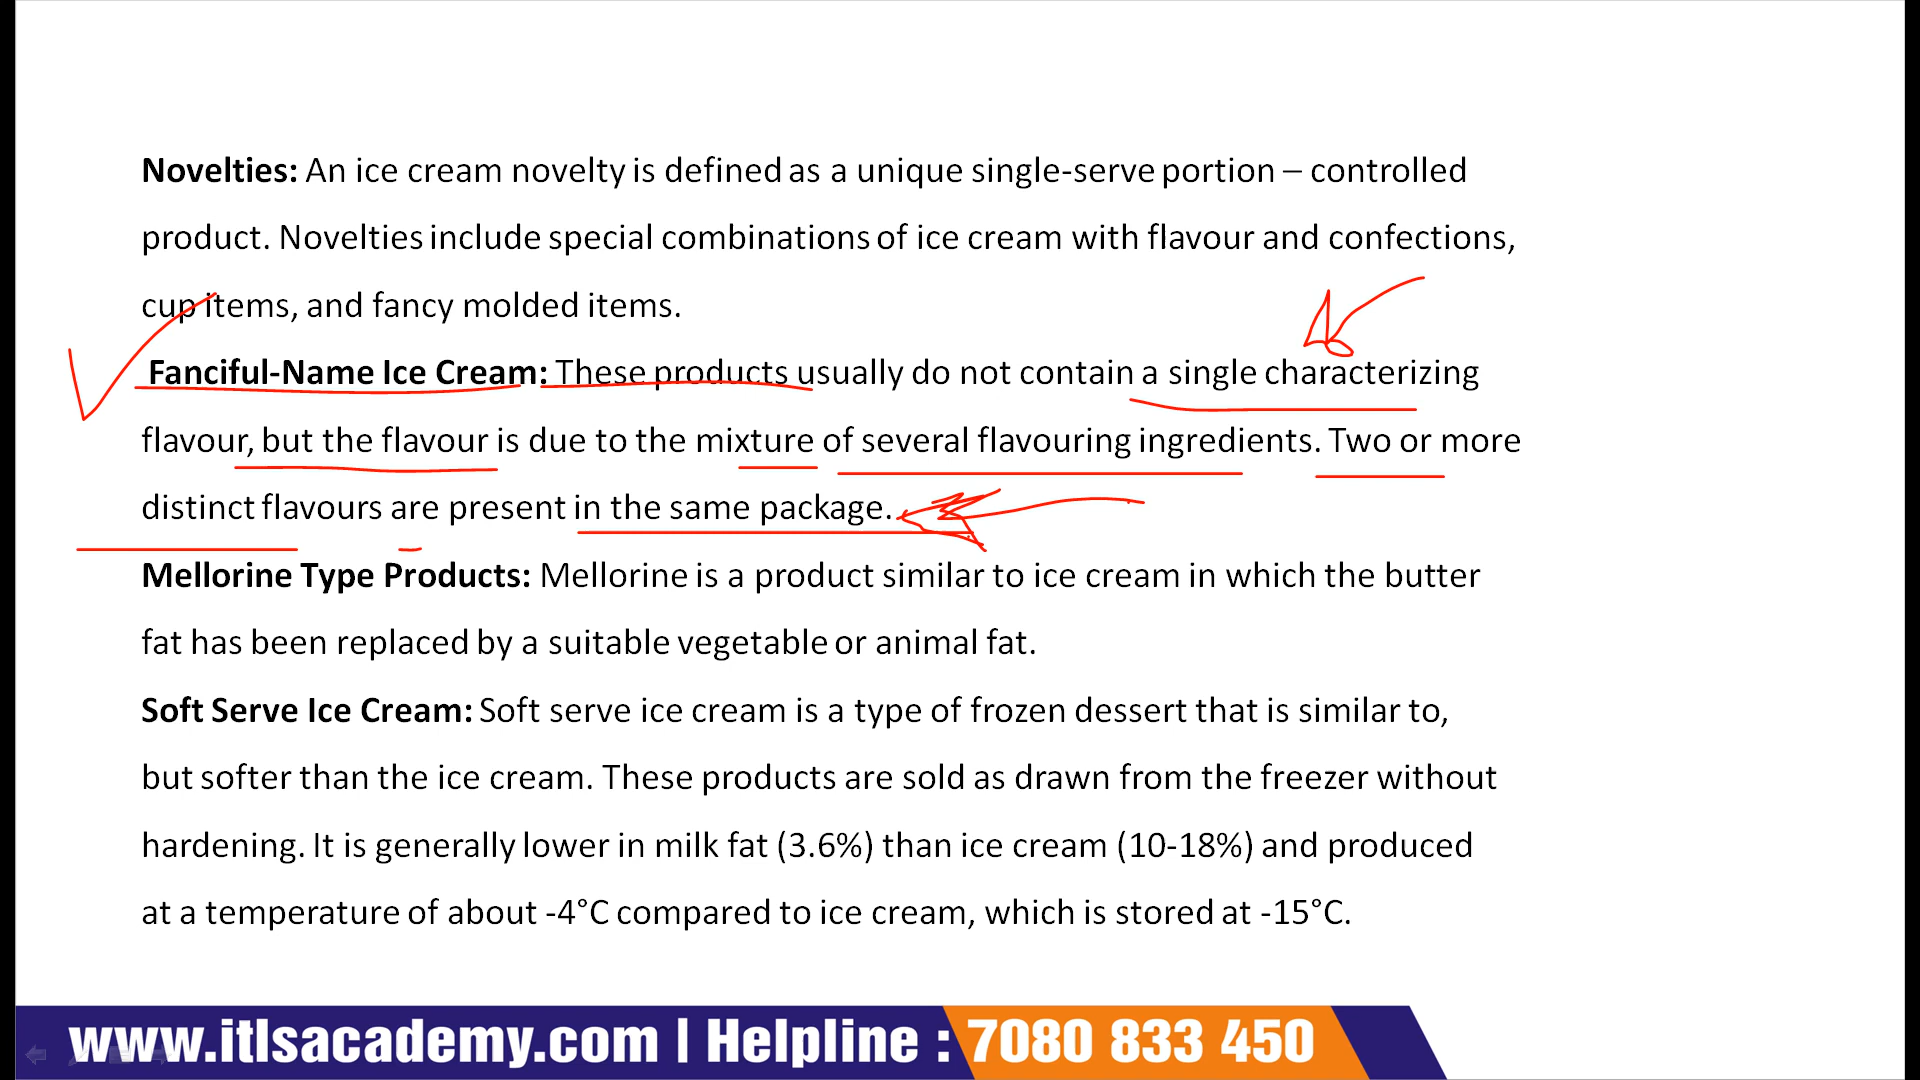 Novelties: An ice cream novelty is defined as a unique single-serve portion – controlled
product. Novelties include special combinations of ice cream with flavour and confections,
cup items, and fancy molded items.
Fanciful-Name Ice Cream: These products usually do not contain a single characterizing
flavour, but the flavour is due to the mixture of several flavouring ingredients. Two or more
distinct flavours are present in the same package.
Mellorine Type Products: Mellorine is a product similar to ice cream in which the butter
fat has been replaced by a suitable vegetable or animal fat.
Soft Serve Ice Cream: Soft serve ice cream is a type of frozen dessert that is similar to,
but softer than the ice cream. These products are sold as drawn from the freezer without
hardening. It is generally lower in milk fat (3.6%) than ice cream (10-18%) and produced
at a temperature of about -4°C compared to ice cream, which is stored at -15°C.
www.itlsacademy.com | Helpline : 7080 833 450